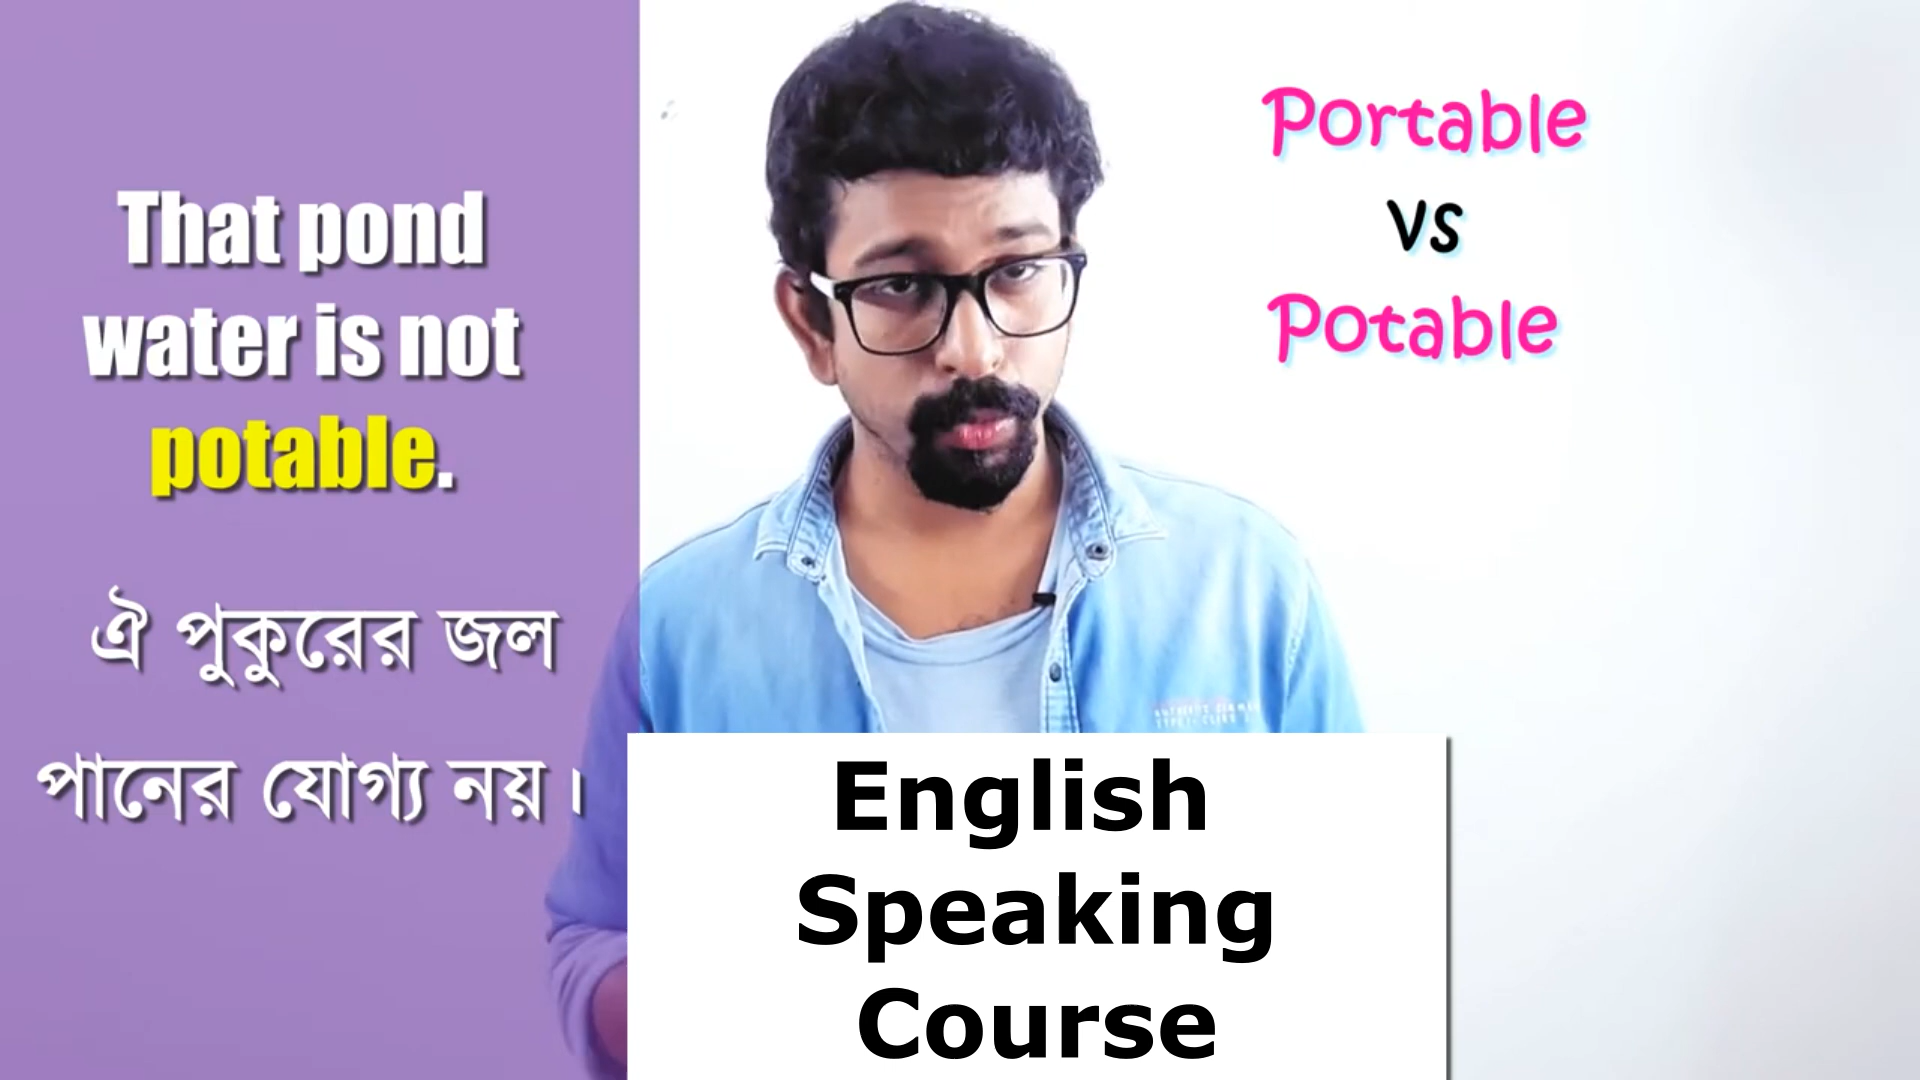 That pond
water is not
potable.
ঐ পুকুরের জল
পানের যোগ্য নয়।
Portable
vs
Potable
English
Speaking
Course